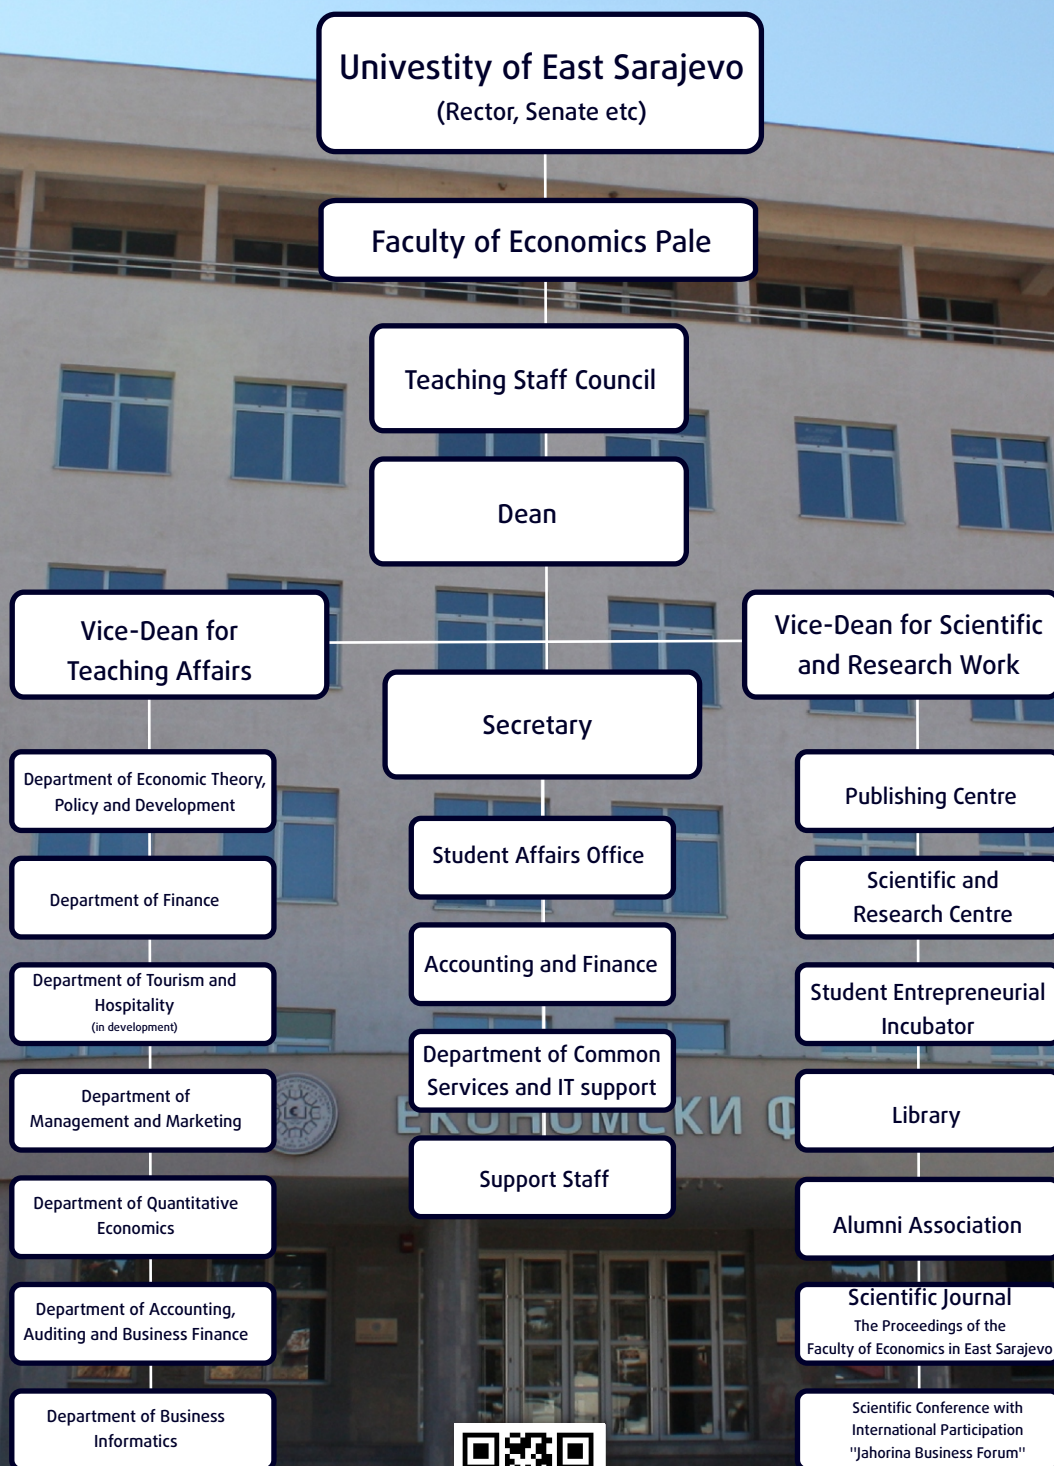 Univestity of East Sarajevo
(Rector, Senate etc)
Faculty of Economics Pale
Teaching Staff Council
Dean
Vice-Dean for
Teaching Affairs
Vice-Dean for Scientific
and Research Work
Secretary
Department of Economic Theory,
Policy and Development
Department of Finance
Department of Tourism and
Hospitality
(in development)
Department of
Management and Marketing
Department of Quantitative
Economics
Department of Accounting,
Auditing and Business Finance
Department of Business
Informatics
Student Affairs Office
Accounting and Finance
Department of Common
Services and IT support
Support Staff
Publishing Centre
Scientific and
Research Centre
Student Entrepreneurial
Incubator
Library
Alumni Association
Scientific Journal
The Proceedings of the
Faculty of Economics in East Sarajevo
Scientific Conference with
International Participation
"Jahorina Business Forum"
ЕКОНОМСКИ Ф